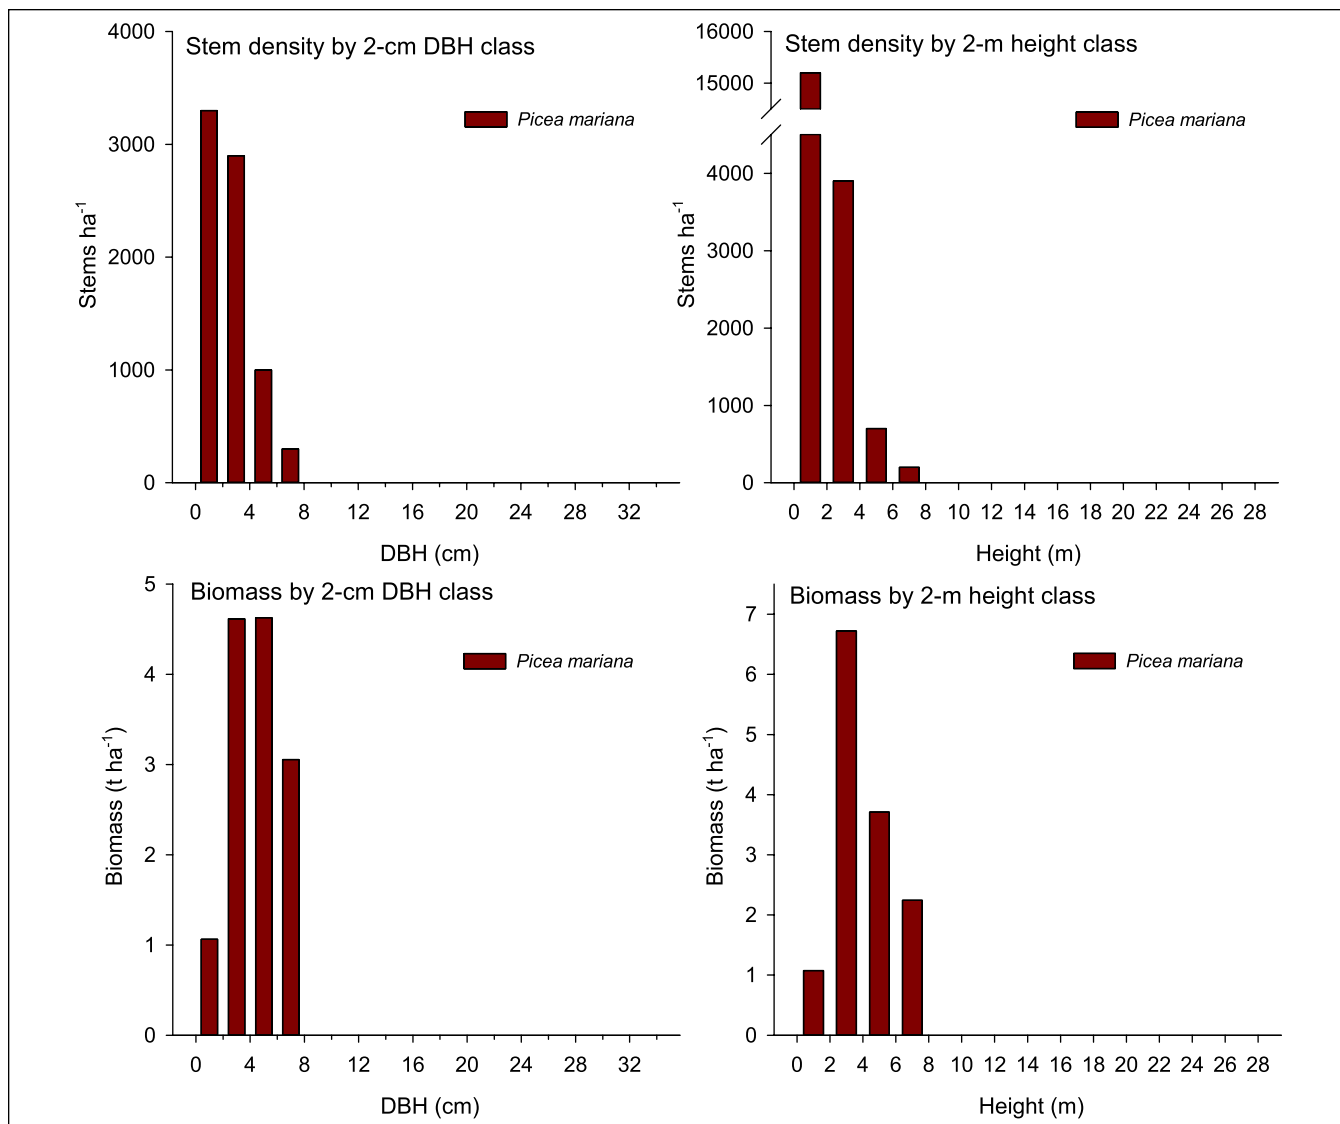 Stem density by 2-cm DBH class
4000
3000
2000
1000
0
Stems ha⁻¹
Picea mariana
0 4 8 12 16 20 24 28 32
DBH (cm)
Stem density by 2-m height class
16000
15000
4000
3000
2000
1000
0
Stems ha⁻¹
Picea mariana
0 2 4 6 8 10 12 14 16 18 20 22 24 26 28
Height (m)
Biomass by 2-cm DBH class
5
4
3
2
1
0
Biomass (t ha⁻¹)
Picea mariana
0 4 8 12 16 20 24 28 32
DBH (cm)
Biomass by 2-m height class
7
6
5
4
3
2
1
0
Biomass (t ha⁻¹)
Picea mariana
0 2 4 6 8 10 12 14 16 18 20 22 24 26 28
Height (m)